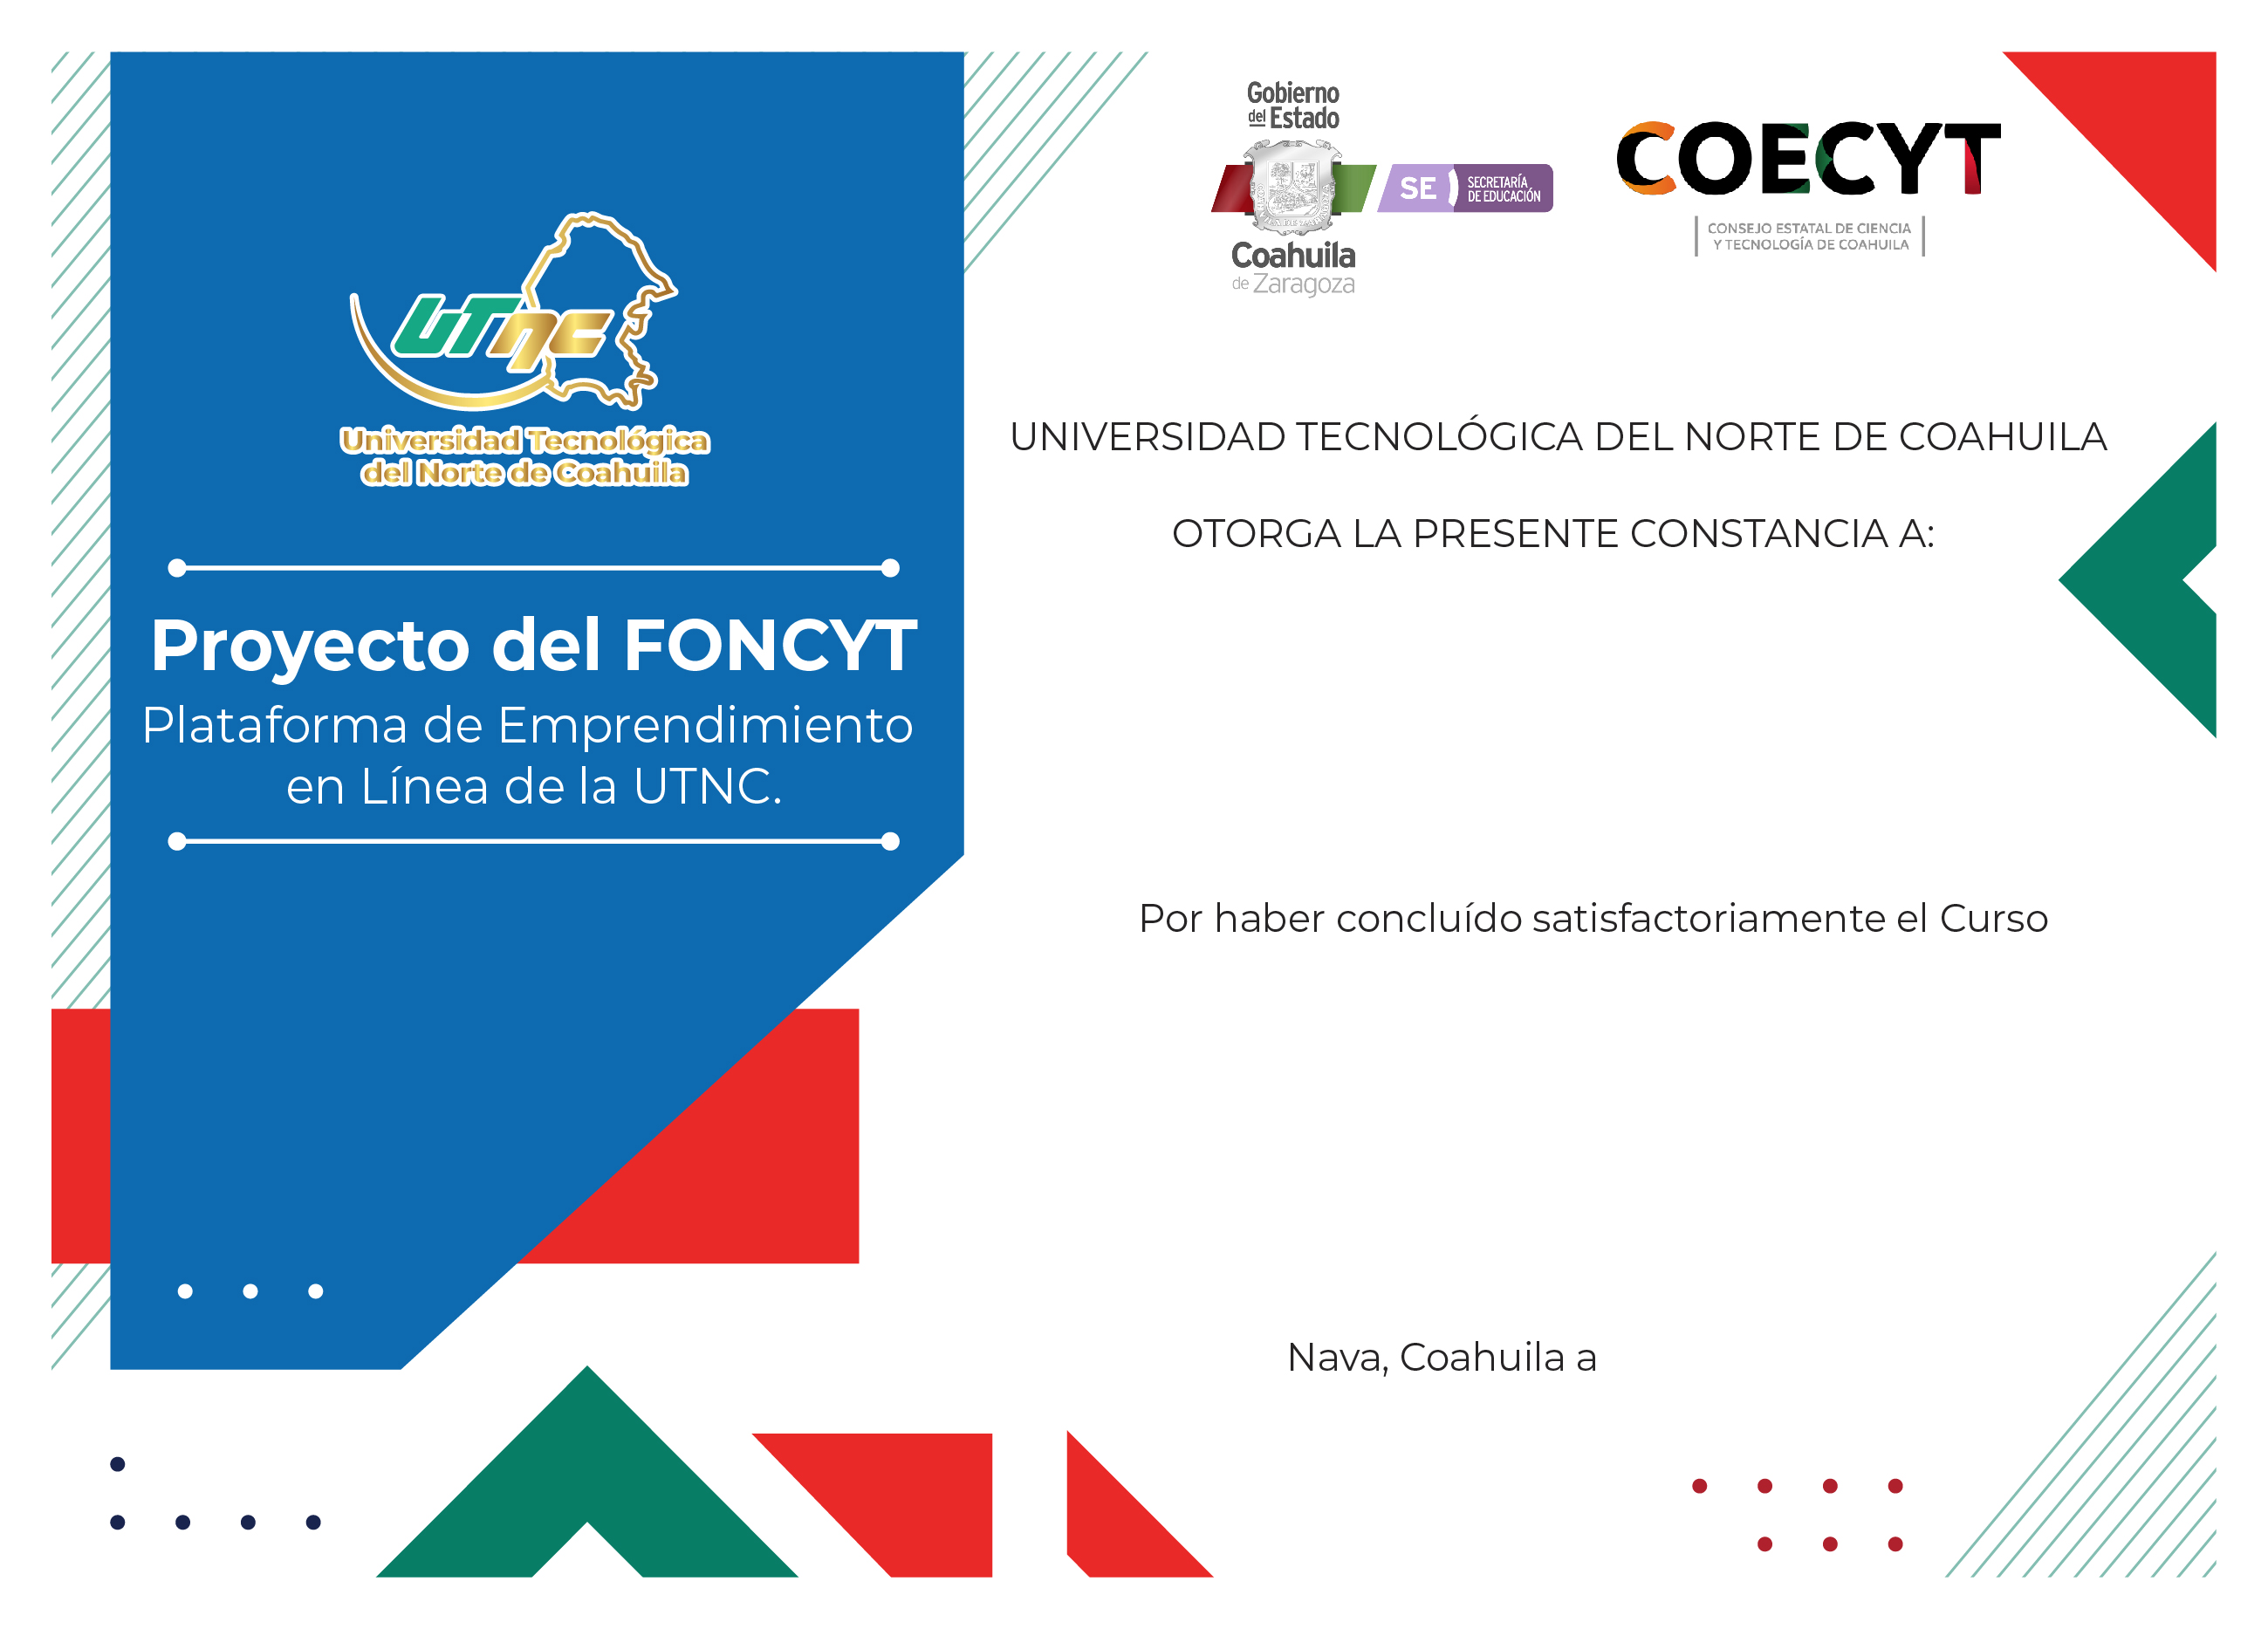 Gobierno
del Estado
SE
SECRETARÍA
DE EDUCACIÓN
Coahuila
de Zaragoza
COECYT
CONSEJO ESTATAL DE CIENCIA
Y TECNOLOGÍA DE COAHUILA
UTNC
Universidad Tecnológica
del Norte de Coahuila
Proyecto del FONCYT
Plataforma de Emprendimiento
en Línea de la UTNC.
UNIVERSIDAD TECNOLÓGICA DEL NORTE DE COAHUILA
OTORGA LA PRESENTE CONSTANCIA A:
Por haber concluído satisfactoriamente el Curso
Nava, Coahuila a